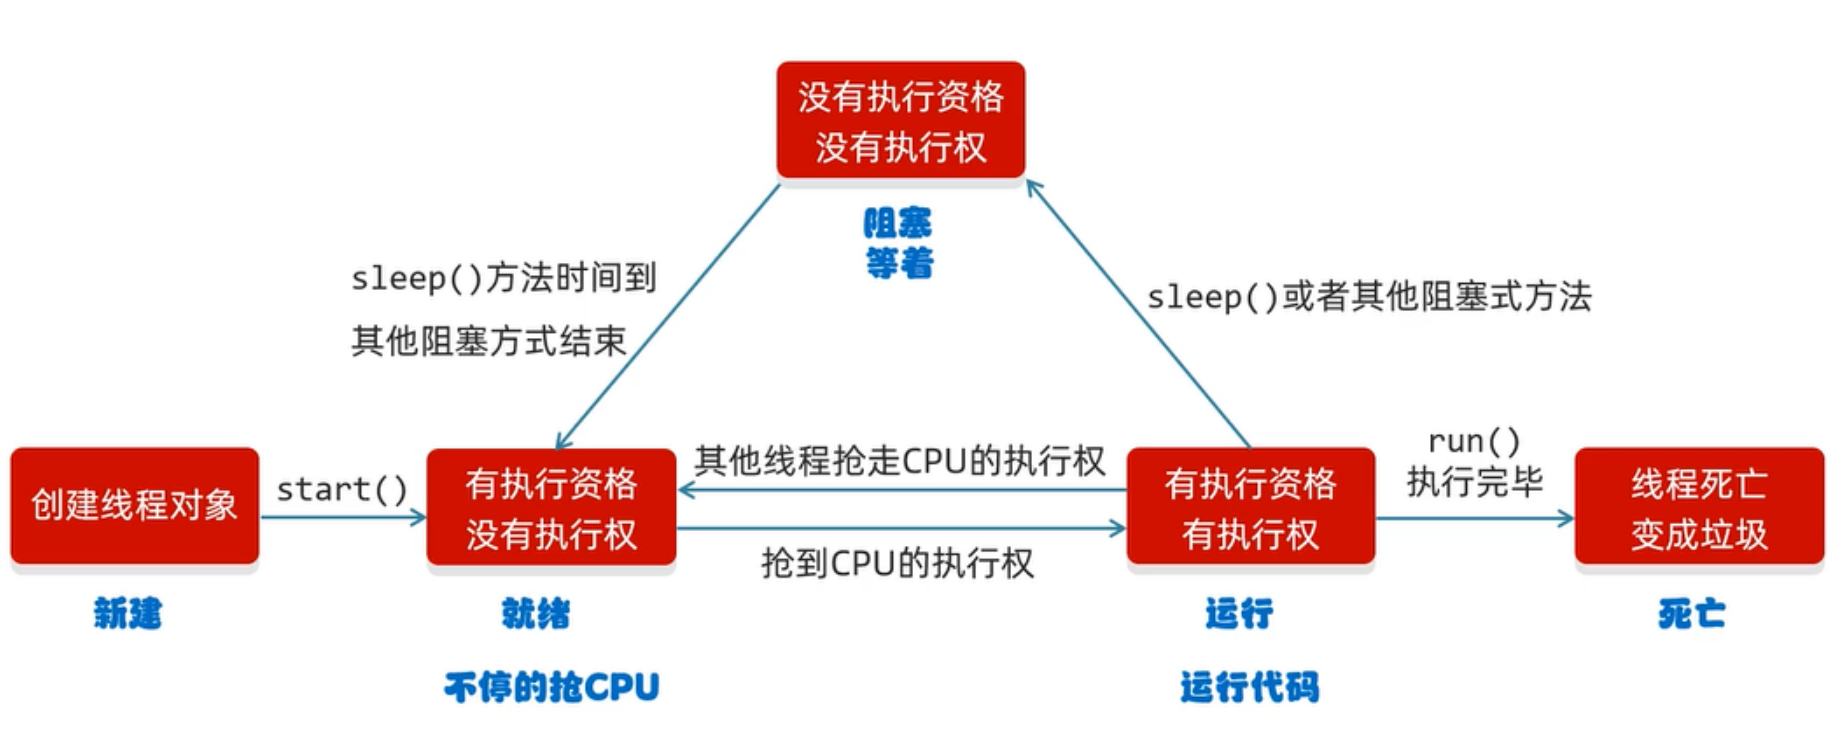 没有执行资格
没有执行权
阻塞
等着
sleep()方法时间到
其他阻塞方式结束
sleep()或者其他阻塞式方法
创建线程对象
新建
start()
有执行资格
没有执行权
就绪
不停的抢CPU
其他线程抢走CPU的执行权
抢到CPU的执行权
有执行资格
有执行权
运行
运行代码
run()
执行完毕
线程死亡
变成垃圾
死亡